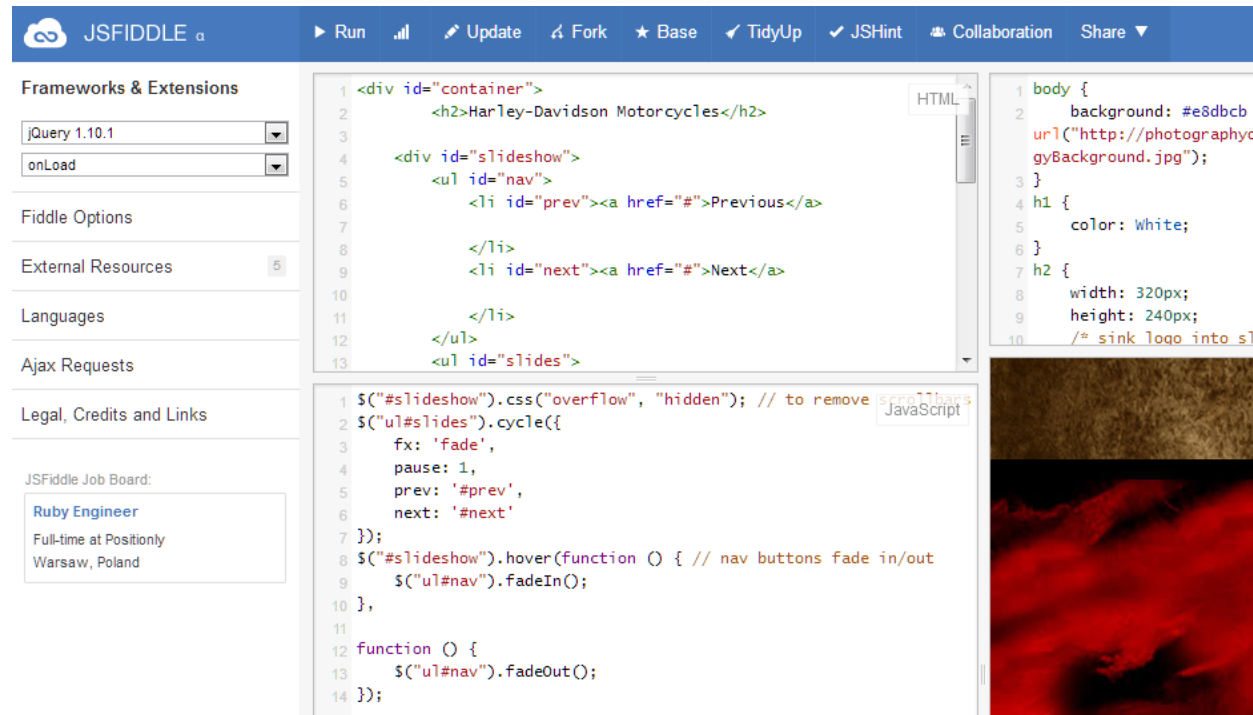 JSFIDDLE α
Run Update Fork Base TidyUp JSHint Collaboration Share ▼
Frameworks & Extensions
jQuery 1.10.1
onLoad
Fiddle Options
External Resources 5
Languages
Ajax Requests
Legal, Credits and Links
JSFiddle Job Board:
Ruby Engineer
Full-time at Positionly
Warsaw, Poland
HTML
1 <div id="container">
2 <h2>Harley-Davidson Motorcycles</h2>
3
4 <div id="slideshow">
5 <ul id="nav">
6 <li id="prev"><a href="#">Previous</a>
7
8 </li>
9 <li id="next"><a href="#">Next</a>
10
11 </li>
12 </ul>
13 <ul id="slides">
JavaScript
1 $("#slideshow").css("overflow", "hidden"); // to remove scrollbars
2 $("ul#slides").cycle({
3 fx: 'fade',
4 pause: 1,
5 prev: '#prev',
6 next: '#next'
7 });
8 $("#slideshow").hover(function () { // nav buttons fade in/out
9 $("ul#nav").fadeIn();
10 },
11
12 function () {
13 $("ul#nav").fadeOut();
14 });
1 body {
2 background: #e8dbcb
url("http://photographyc
gyBackground.jpg");
3 }
4 h1 {
5 color: White;
6 }
7 h2 {
8 width: 320px;
9 height: 240px;
10 /* sink logo into sl